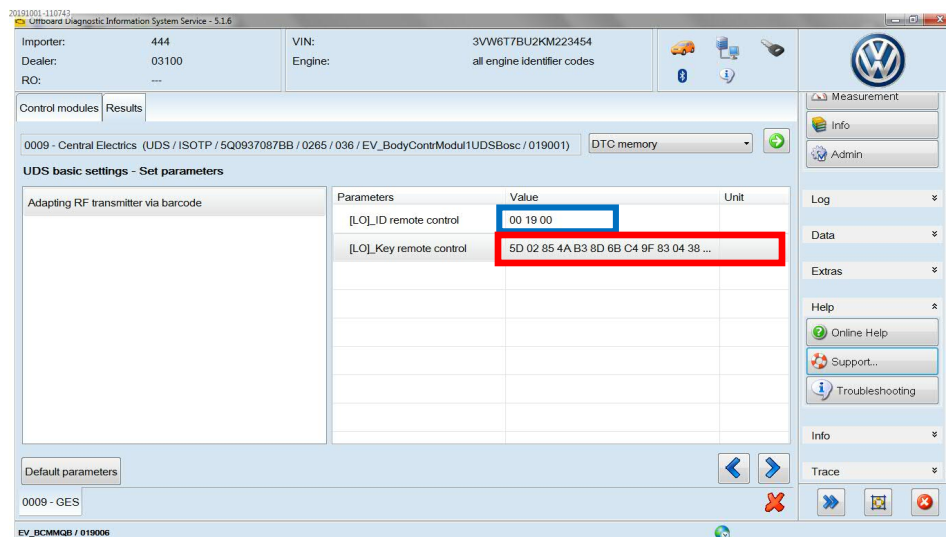 20191001-110743
Offboard Diagnostic Information System Service - 5.1.6
Importer: 444 VIN: 3VW6T7BU2KM223454
Dealer: 03100 Engine: all engine identifier codes
RO: ---
Control modules Results
0009 - Central Electrics (UDS / ISOTP / 5Q0937087BB / 0265 / 036 / EV_BodyContrModul1UDSBosc / 019001) DTC memory
UDS basic settings - Set parameters
Adapting RF transmitter via barcode
Parameters Value Unit
[LO]_ID remote control 00 19 00
[LO]_Key remote control 5D 02 85 4A B3 8D 6B C4 9F 83 04 38 ...
Default parameters
0009 - GES
EV_BCMMQB / 019006
Measurement
Info
Admin
Log
Data
Extras
Help
Online Help
Support...
Troubleshooting
Info
Trace